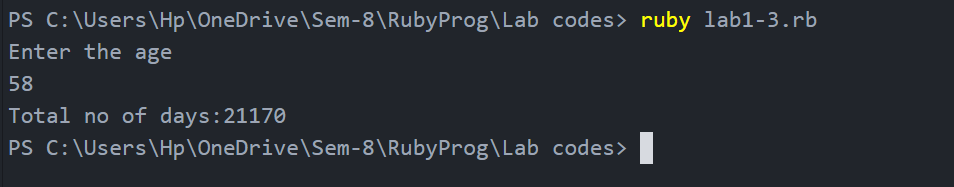 PS C:\Users\Hp\OneDrive\Sem-8\RubyProg\Lab codes> ruby lab1-3.rb
Enter the age
58
Total no of days:21170
PS C:\Users\Hp\OneDrive\Sem-8\RubyProg\Lab codes>